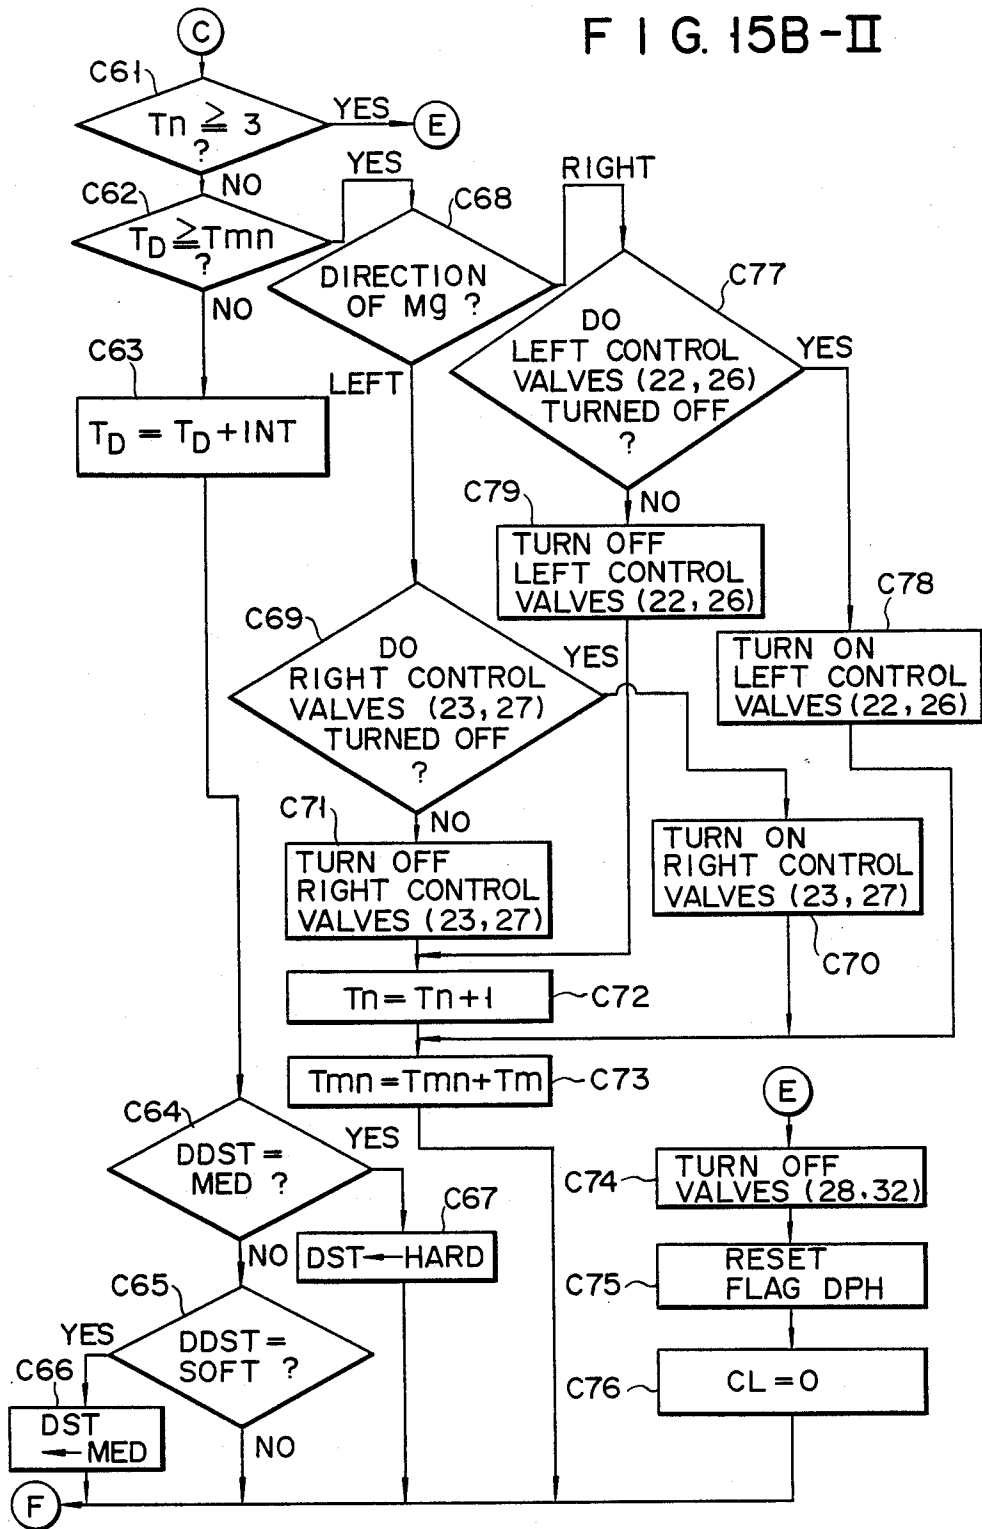 FIG. 15B-II
C
C61
Tn ≧ 3
?
YES
E
NO
C62
TD ≧ Tmn
?
YES
NO
C68
DIRECTION
OF Mg ?
RIGHT
LEFT
C77
DO
LEFT CONTROL
VALVES (22,26)
TURNED OFF
?
YES
NO
C63
TD = TD + INT
C79
TURN OFF
LEFT CONTROL
VALVES (22,26)
C78
TURN ON
LEFT CONTROL
VALVES (22,26)
C69
DO
RIGHT CONTROL
VALVES (23,27)
TURNED OFF
?
YES
NO
C71
TURN OFF
RIGHT CONTROL
VALVES (23,27)
TURN ON
RIGHT CONTROL
VALVES (23,27)
C70
Tn = Tn + 1
C72
Tmn = Tmn + Tm
C73
C64
DDST =
MED ?
YES
NO
C67
DST ← HARD
C65
DDST =
SOFT ?
YES
NO
C66
DST
← MED
E
C74
TURN OFF
VALVES (28.32)
C75
RESET
FLAG DPH
C76
CL = 0
F